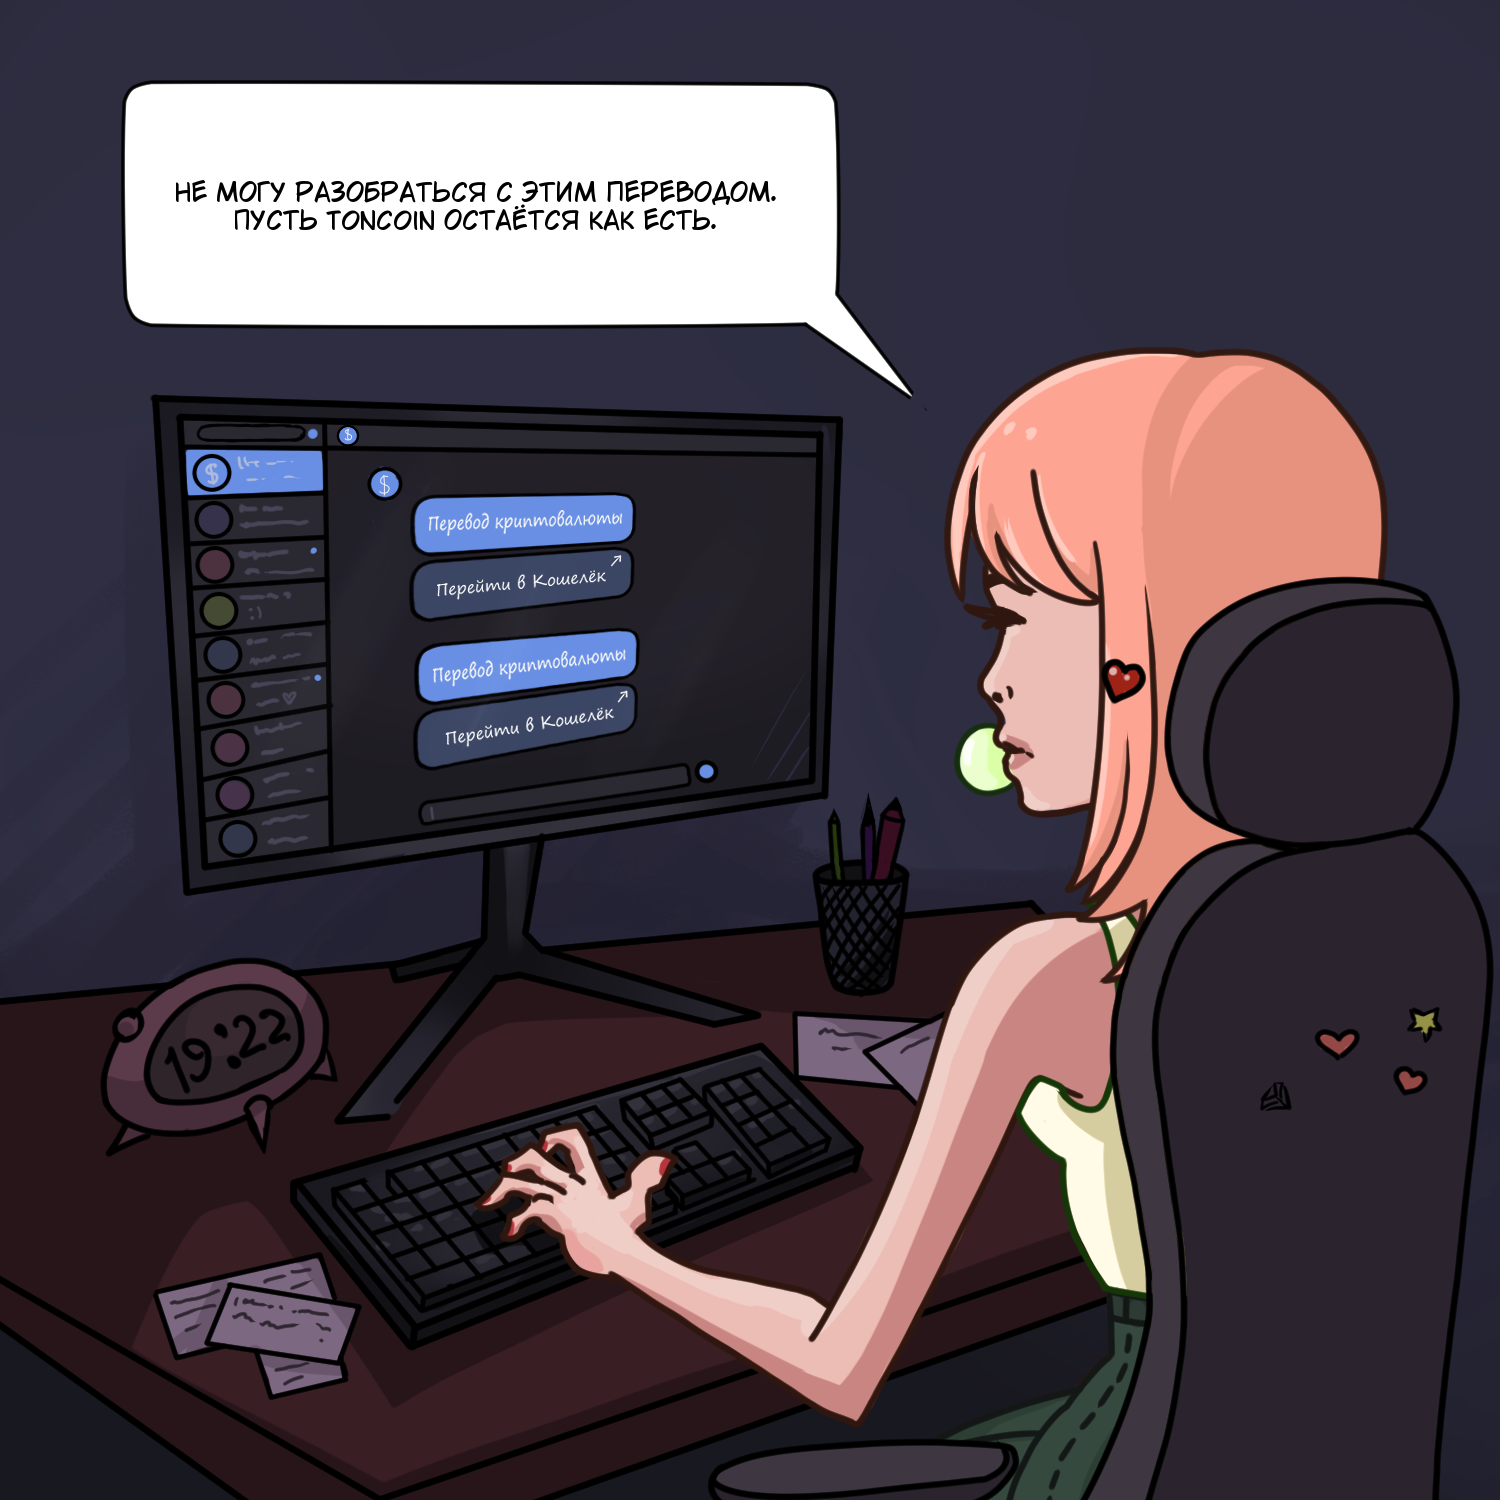 НЕ МОГУ РАЗОБРАТЬСЯ С ЭТИМ ПЕРЕВОДОМ.
ПУСТЬ TONCOIN ОСТАЁТСЯ КАК ЕСТЬ.
$
$
$
Перевод криптовалюты
Перейти в Кошелёк
:)
Перевод криптовалюты
Перейти в Кошелёк
19:22